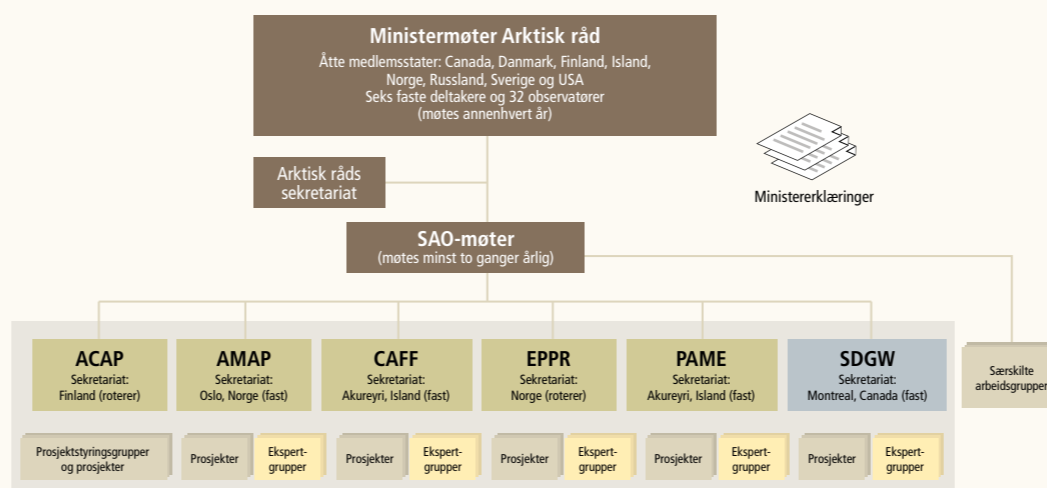 Ministermøter Arktisk råd
Åtte medlemsstater: Canada, Danmark, Finland, Island,
Norge, Russland, Sverige og USA
Seks faste deltakere og 32 observatører
(møtes annenhvert år)
Arktisk råds
sekretariat
Ministererklæringer
SAO-møter
(møtes minst to ganger årlig)
ACAP
Sekretariat:
Finland (roterer)
AMAP
Sekretariat:
Oslo, Norge (fast)
CAFF
Sekretariat:
Akureyri, Island (fast)
EPPR
Sekretariat:
Norge (roterer)
PAME
Sekretariat:
Akureyri, Island (fast)
SDGW
Sekretariat:
Montreal, Canada (fast)
Særskilte
arbeidsgrupper
Prosjektstyringsgrupper
og prosjekter
Prosjekter
Ekspert-
grupper
Prosjekter
Ekspert-
grupper
Prosjekter
Ekspert-
grupper
Prosjekter
Ekspert-
grupper
Prosjekter
Ekspert-
grupper